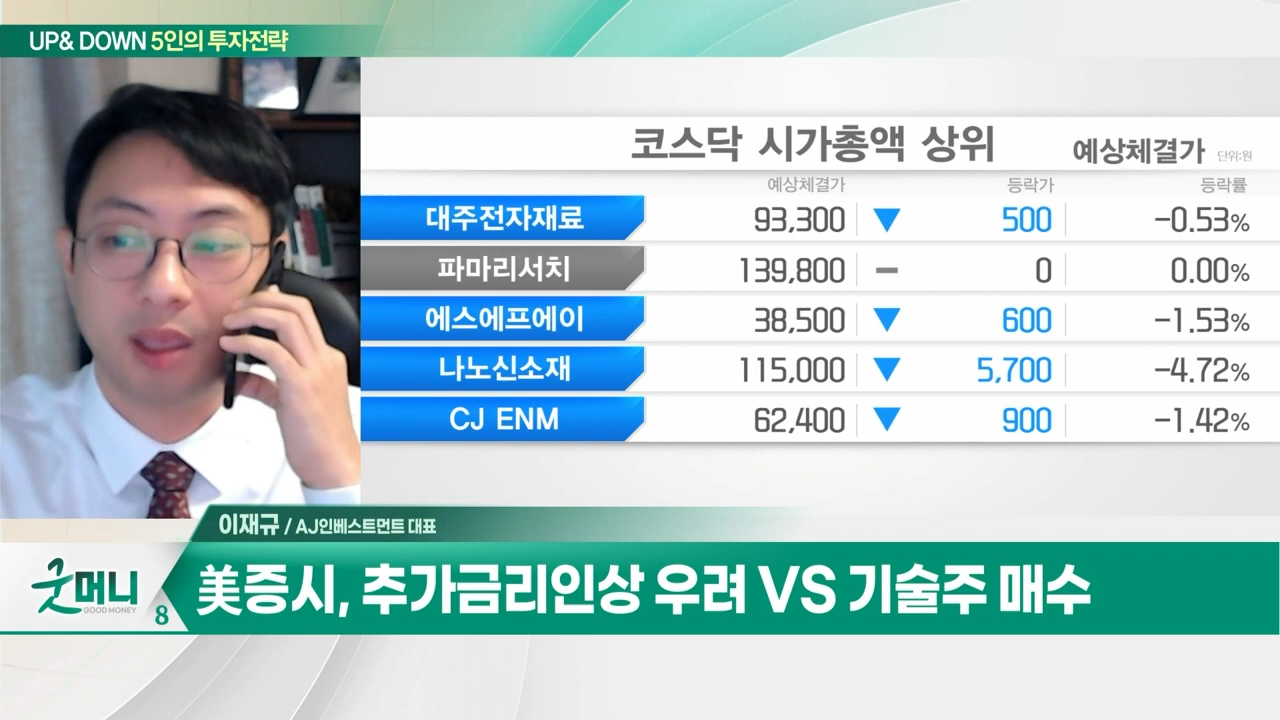 UP& DOWN 5인의 투자전략
코스닥 시가총액 상위 예상체결가 단위:원
예상체결가 등락가 등락률
대주전자재료 93,300 ▼ 500 -0.53%
파마리서치 139,800 - 0 0.00%
에스에프에이 38,500 ▼ 600 -1.53%
나노신소재 115,000 ▼ 5,700 -4.72%
CJ ENM 62,400 ▼ 900 -1.42%
이재규 / AJ인베스트먼트 대표
굿머니
GOOD MONEY
8
美증시, 추가금리인상 우려 VS 기술주 매수